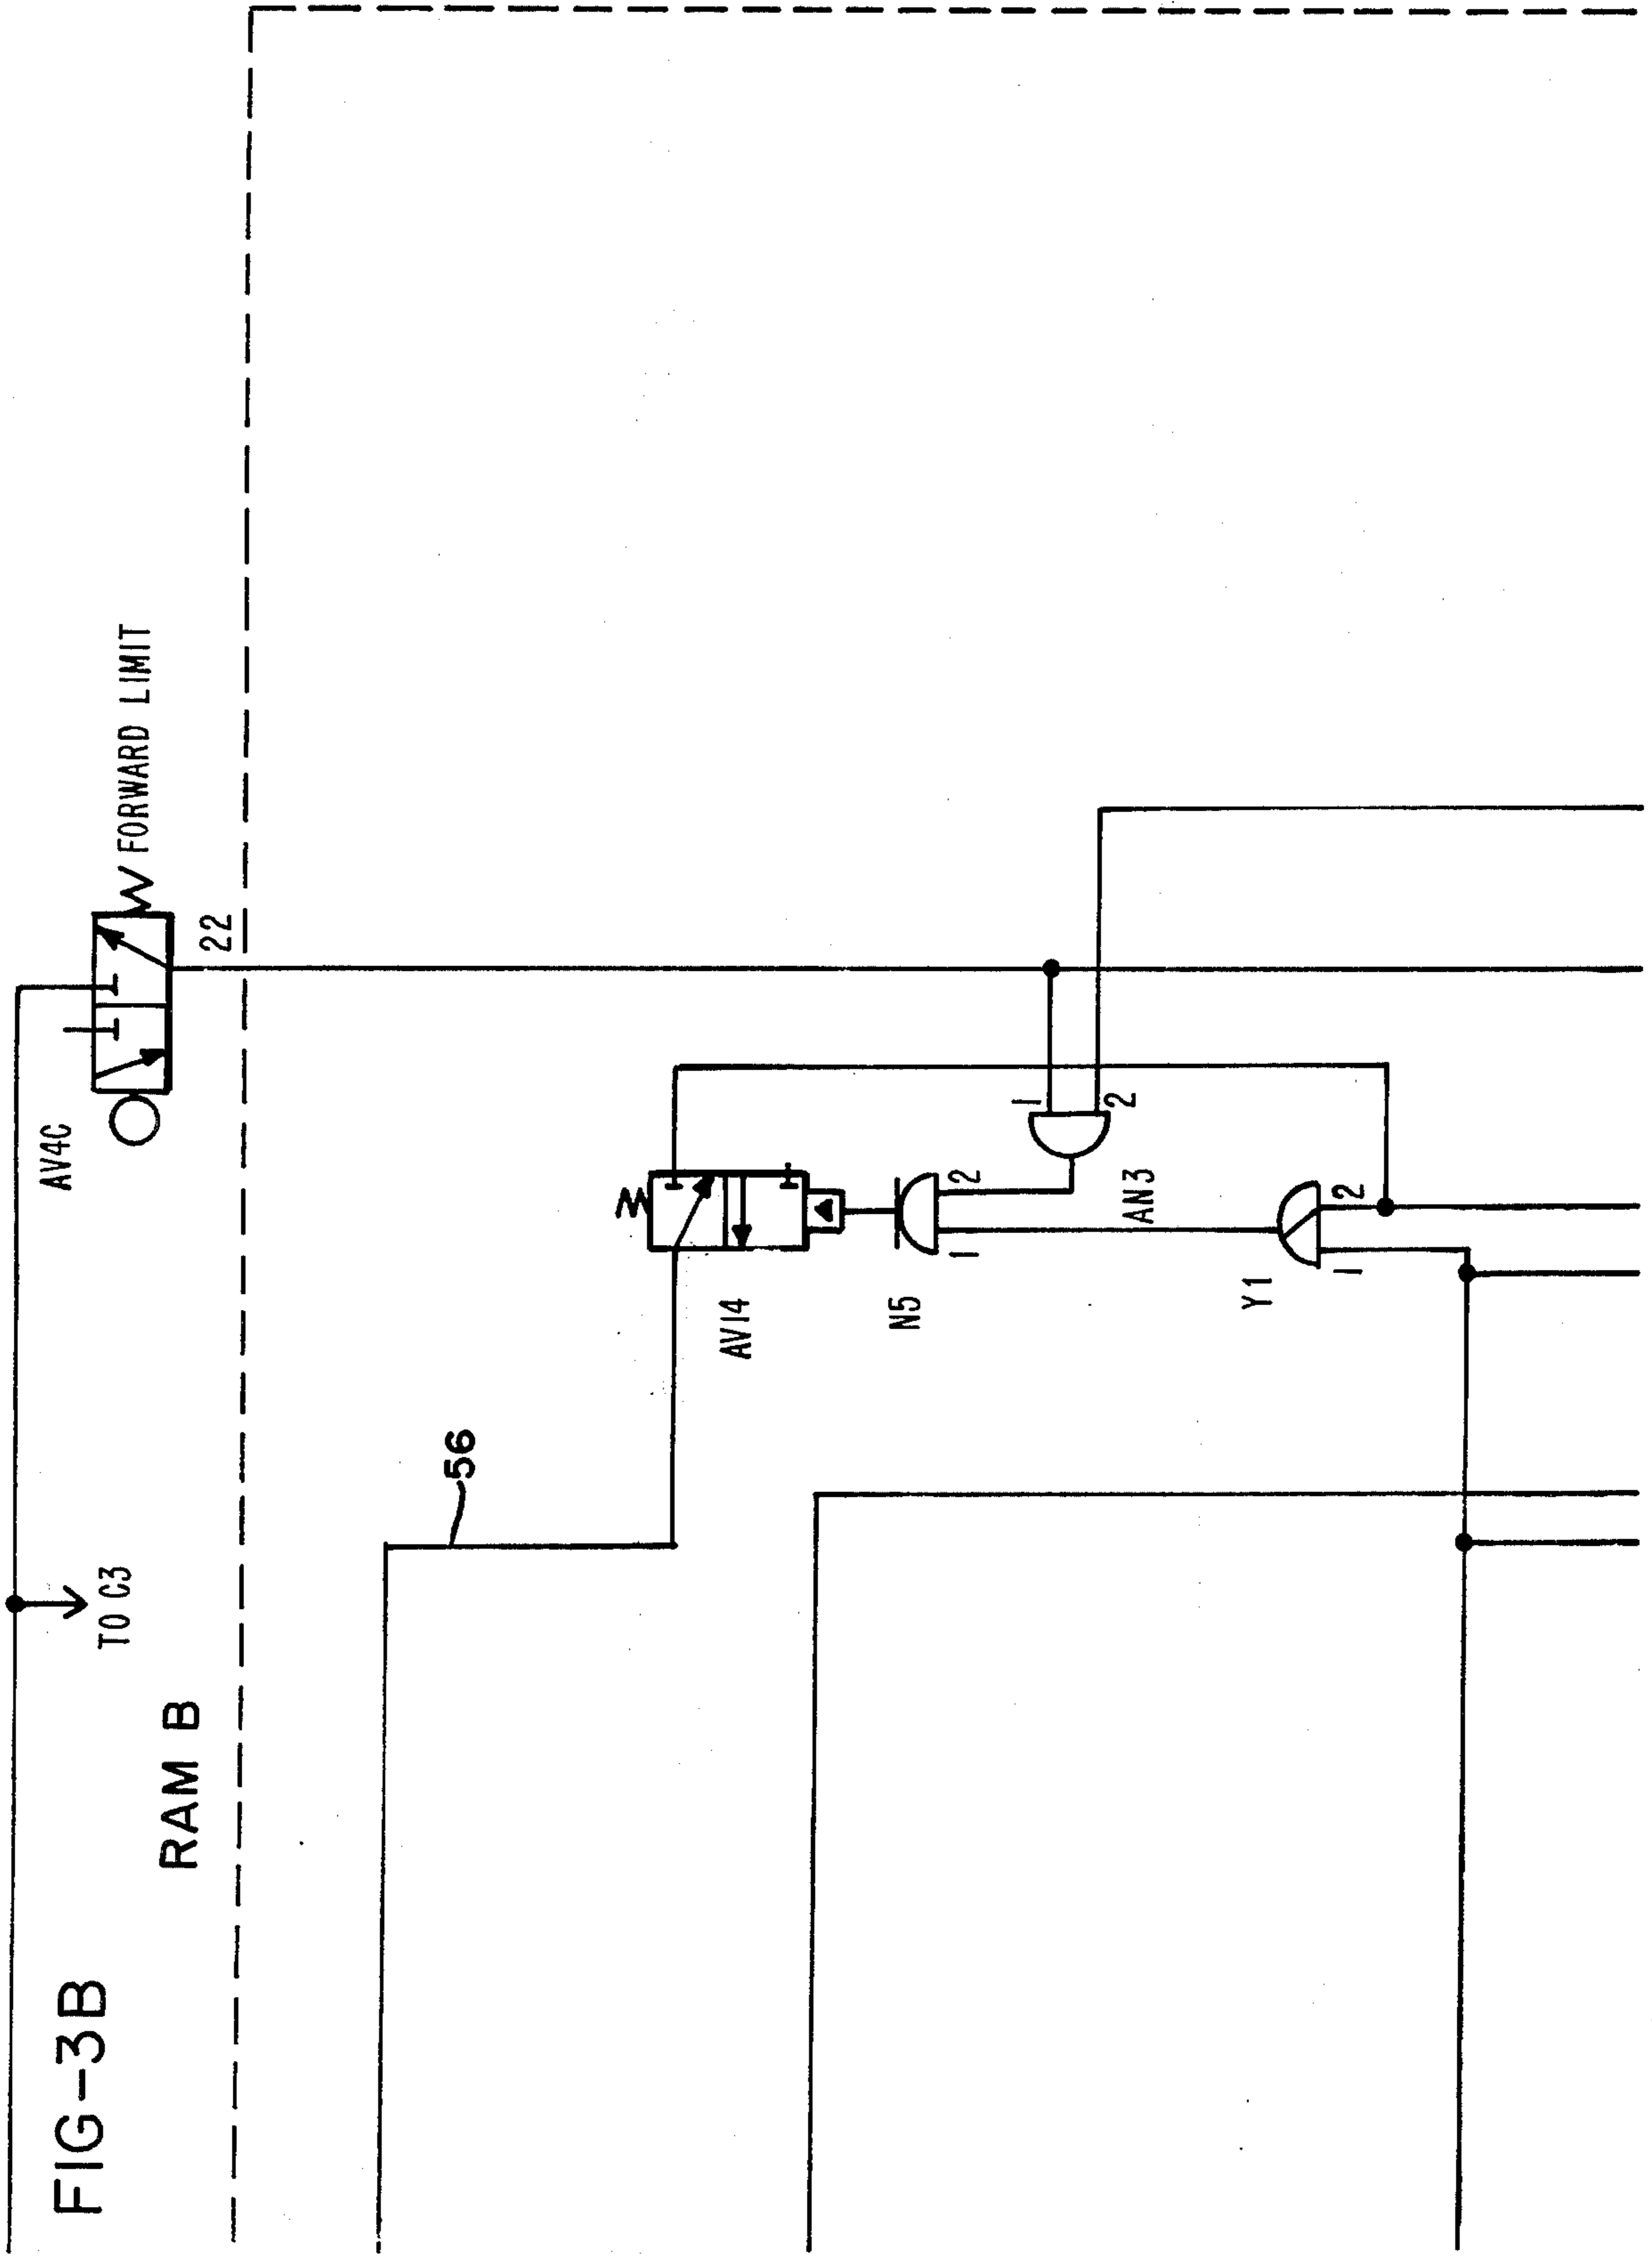 FIG-3B
RAM B
TO C3
AV4C
FORWARD LIMIT
22
56
AV14
N5
1
2
AN3
1
2
Y1
1
2